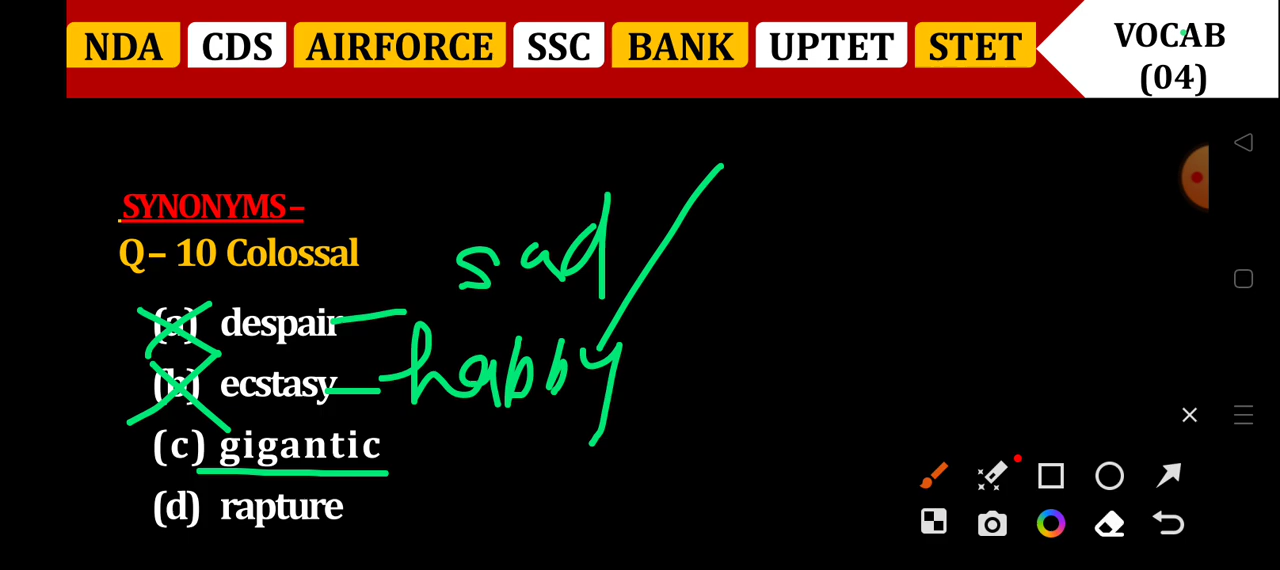 NDA CDS AIRFORCE SSC BANK UPTET STET
VOCAB
(04)
SYNONYMS–
Q– 10 Colossal
sad
(a) despair
(b) ecstasy
happy
(c) gigantic
(d) rapture